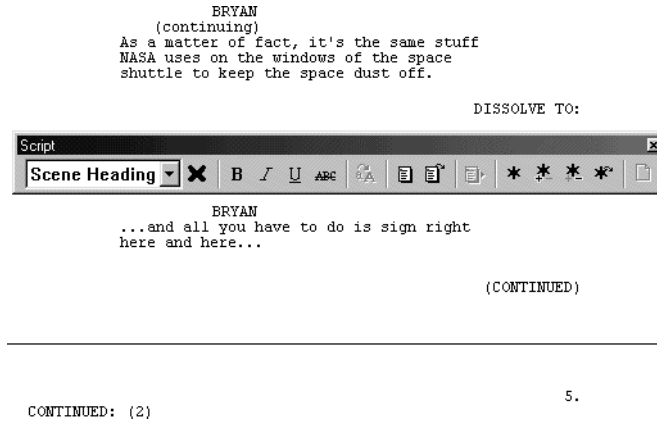 BRYAN
(continuing)
As a matter of fact, it's the same stuff
NASA uses on the windows of the space
shuttle to keep the space dust off.
DISSOLVE TO:
Script
Scene Heading B I U ABC
BRYAN
...and all you have to do is sign right
here and here...
(CONTINUED)
5.
CONTINUED: (2)